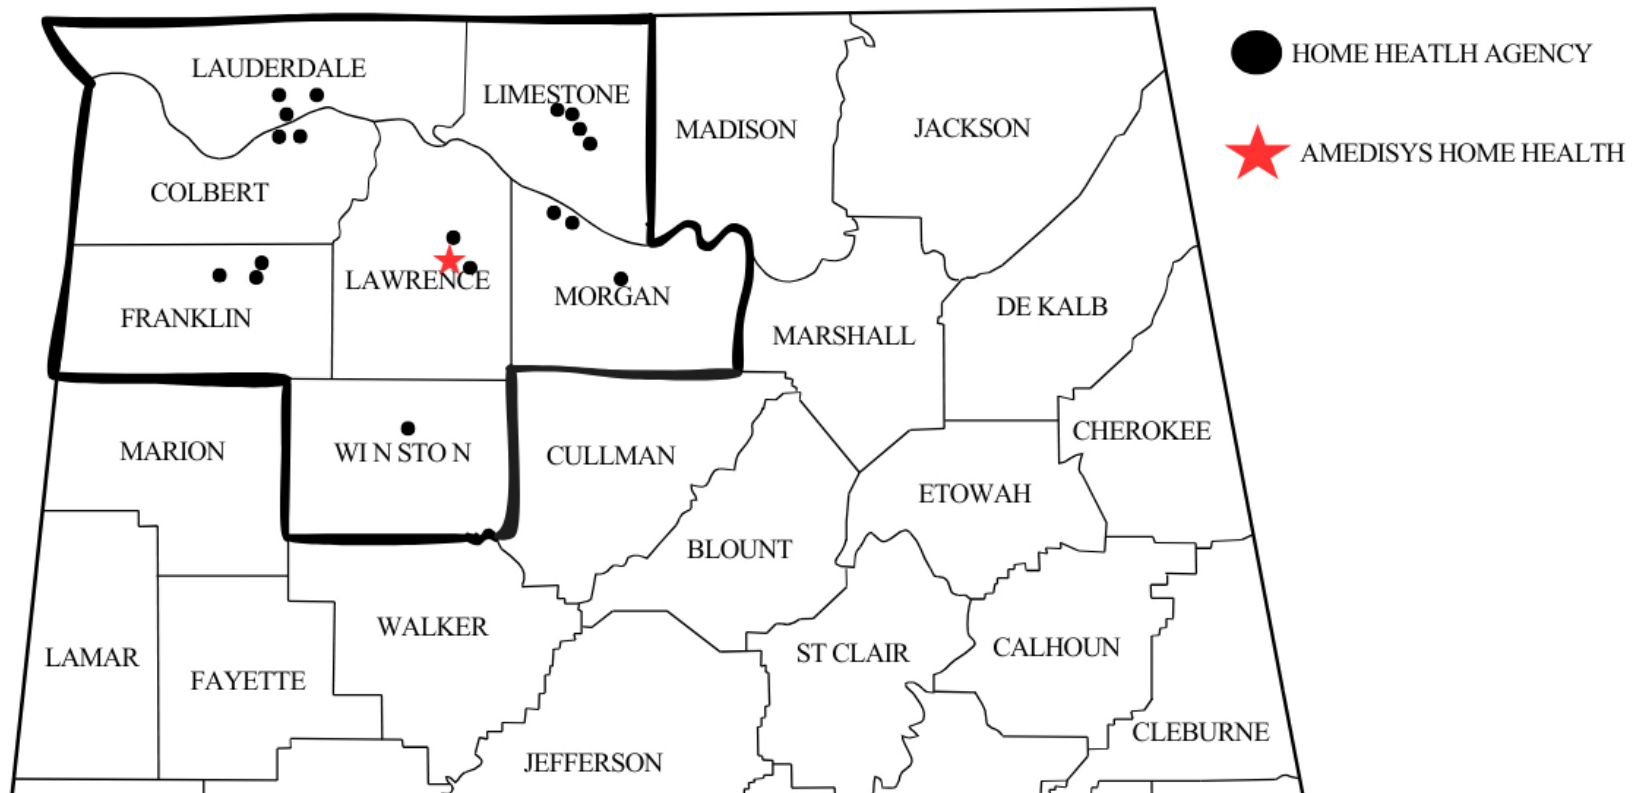 HOME HEATLH AGENCY
LAUDERDALE
LIMESTONE
MADISON
JACKSON
AMEDISYS HOME HEALTH
COLBERT
LAWRENCE
MORGAN
DE KALB
FRANKLIN
MARSHALL
CHEROKEE
MARION
WI N STO N
CULLMAN
ETOWAH
BLOUNT
WALKER
ST CLAIR
CALHOUN
LAMAR
FAYETTE
CLEBURNE
JEFFERSON